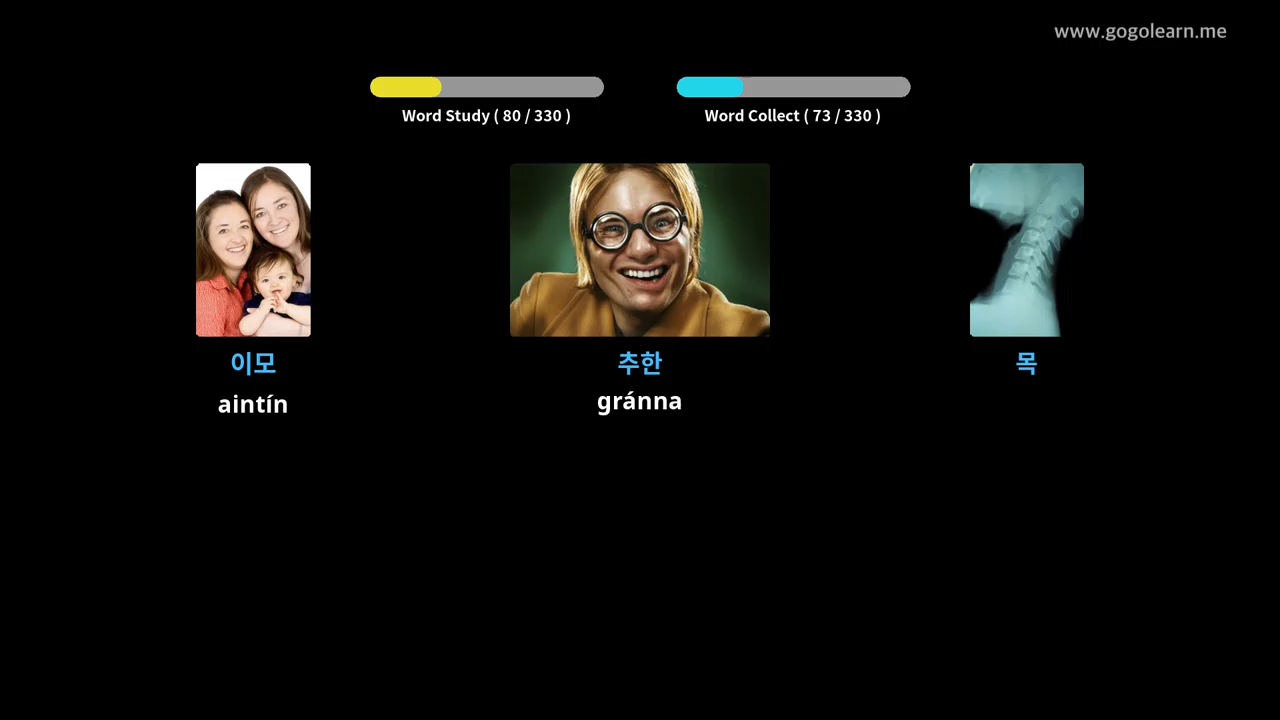 www.gogolearn.me
Word Study ( 80 / 330 )
Word Collect ( 73 / 330 )
이모
추한
목
aintín
gránna